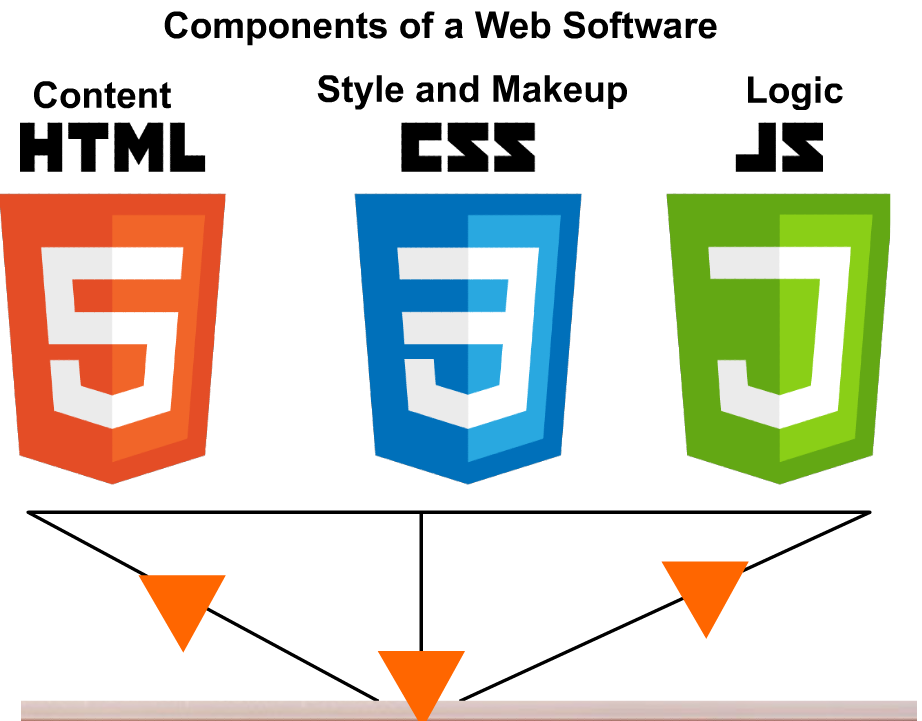 Components of a Web Software
Content
Style and Makeup
Logic
HTML
CSS
JS
5
3
J